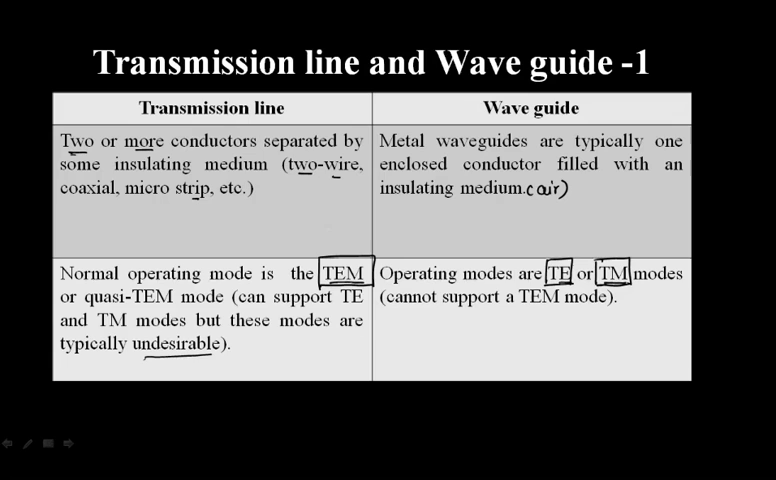 Transmission line and Wave guide -1
Transmission line
Wave guide
Two or more conductors separated by
some insulating medium (two-wire,
coaxial, micro strip, etc.)
Metal waveguides are typically one
enclosed conductor filled with an
insulating medium.(air)
Normal operating mode is the TEM
or quasi-TEM mode (can support TE
and TM modes but these modes are
typically undesirable).
Operating modes are TE or TM modes
(cannot support a TEM mode).